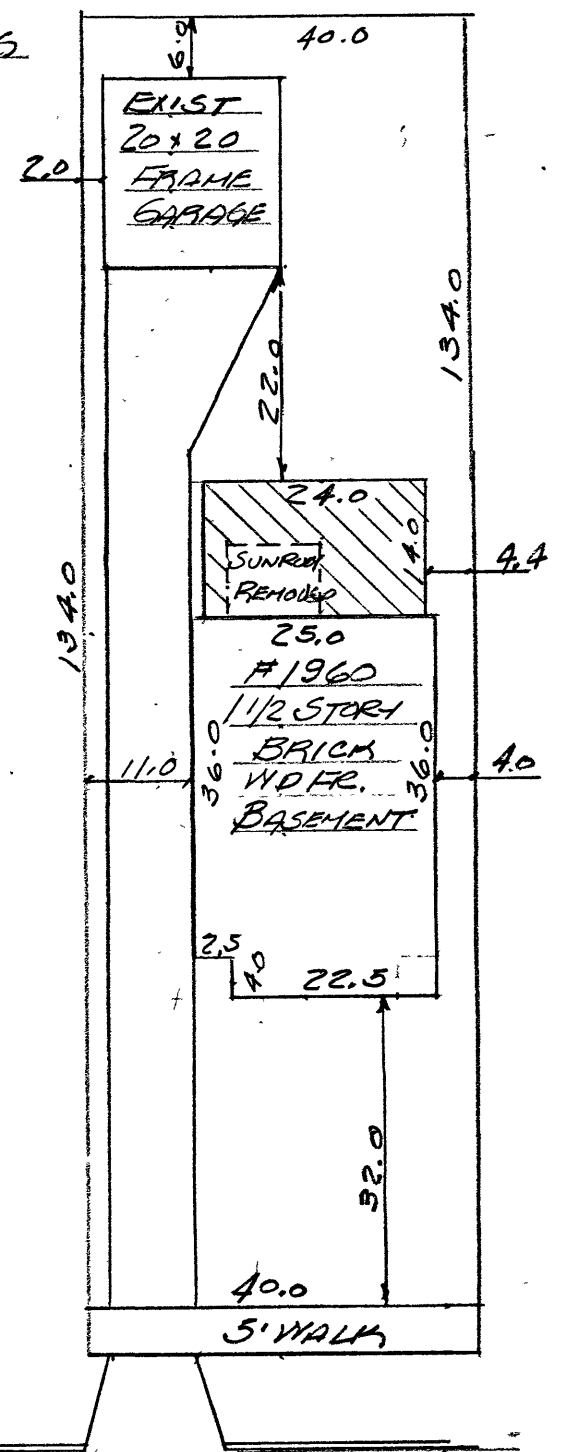 6.0
40.0
EXIST
20 x 20
FRAME
GARAGE
2.0
134.0
22.0
24.0
14.0
4.4
SUNROOM
REMOVED
134.0
25.0
#1960
1 1/2 STORY
BRICK
WD FR.
BASEMENT
11.0
36.0
36.0
4.0
2.5
4.0
22.5
32.0
40.0
5' WALK